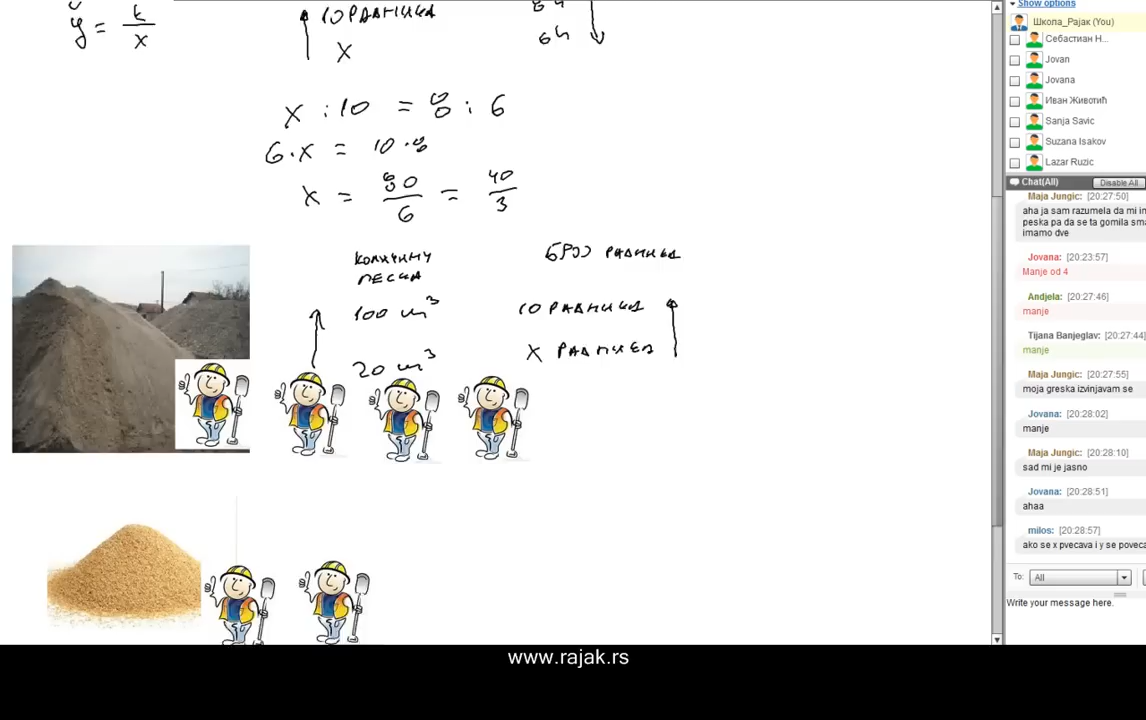 Show options
Школа_Рајак (You)
Себастиан Н...
Jovan
Jovana
Иван Животић
Sanja Savic
Suzana Isakov
Lazar Ruzic
Chat(All)
Disable All
Maja Jungic: [20:27:50]
aha ja sam razumela da mi in
peska pa da se ta gomila sma
imamo dve
Jovana: [20:23:57]
Manje od 4
Andjela: [20:27:46]
manje
Tijana Banjeglav: [20:27:44]
manje
Maja Jungic: [20:27:55]
moja greska izvinjavam se
Jovana: [20:28:02]
manje
Maja Jungic: [20:28:10]
sad mi je jasno
Jovana: [20:28:51]
ahaa
milos: [20:28:57]
ako se x pvecava i y se poveca
To: All
Write your message here.
y = k/x
10 РАДНИКА
X
8h
6h
x : 10 = 8 : 6
6·x = 10·8
x = 80/6 = 40/3
КОЛИЧИНУ ПЕСКА
БРОЈ РАДНИКА
100 m³
10 РАДНИКА
20 m³
X РАДНИКА
www.rajak.rs